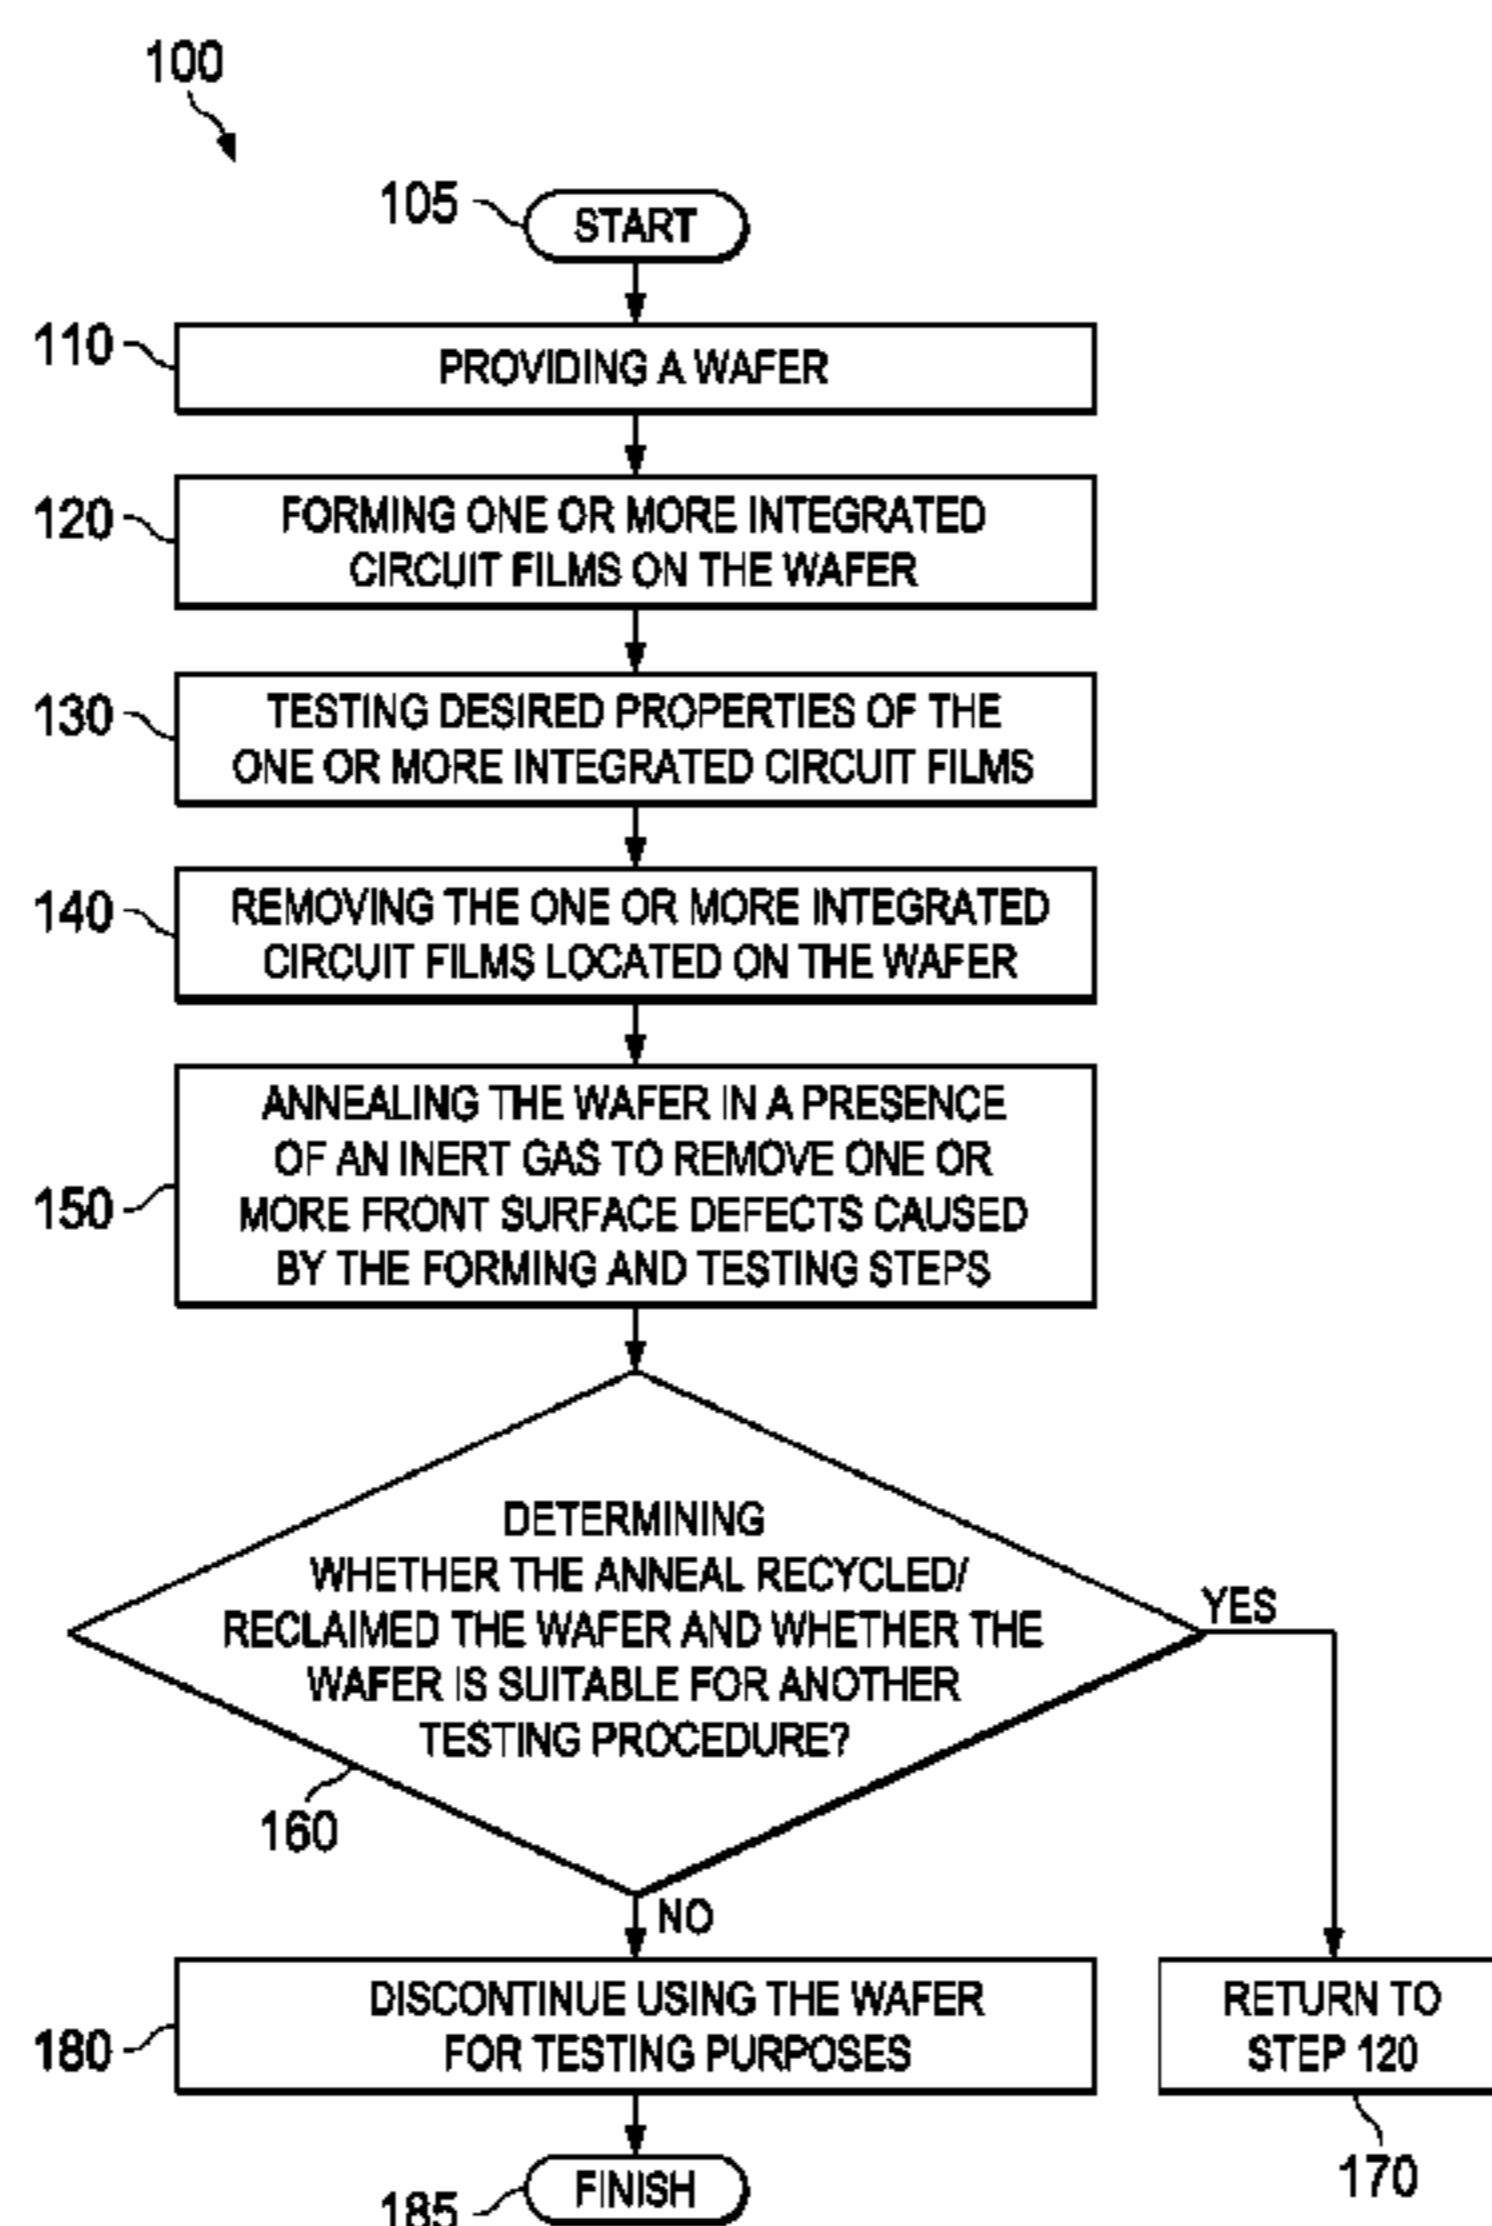 100
105
START
110
PROVIDING A WAFER
120
FORMING ONE OR MORE INTEGRATED
CIRCUIT FILMS ON THE WAFER
130
TESTING DESIRED PROPERTIES OF THE
ONE OR MORE INTEGRATED CIRCUIT FILMS
140
REMOVING THE ONE OR MORE INTEGRATED
CIRCUIT FILMS LOCATED ON THE WAFER
150
ANNEALING THE WAFER IN A PRESENCE
OF AN INERT GAS TO REMOVE ONE OR
MORE FRONT SURFACE DEFECTS CAUSED
BY THE FORMING AND TESTING STEPS
DETERMINING
WHETHER THE ANNEAL RECYCLED/
RECLAIMED THE WAFER AND WHETHER THE
WAFER IS SUITABLE FOR ANOTHER
TESTING PROCEDURE?
YES
160
NO
180
DISCONTINUE USING THE WAFER
FOR TESTING PURPOSES
RETURN TO
STEP 120
170
185
FINISH